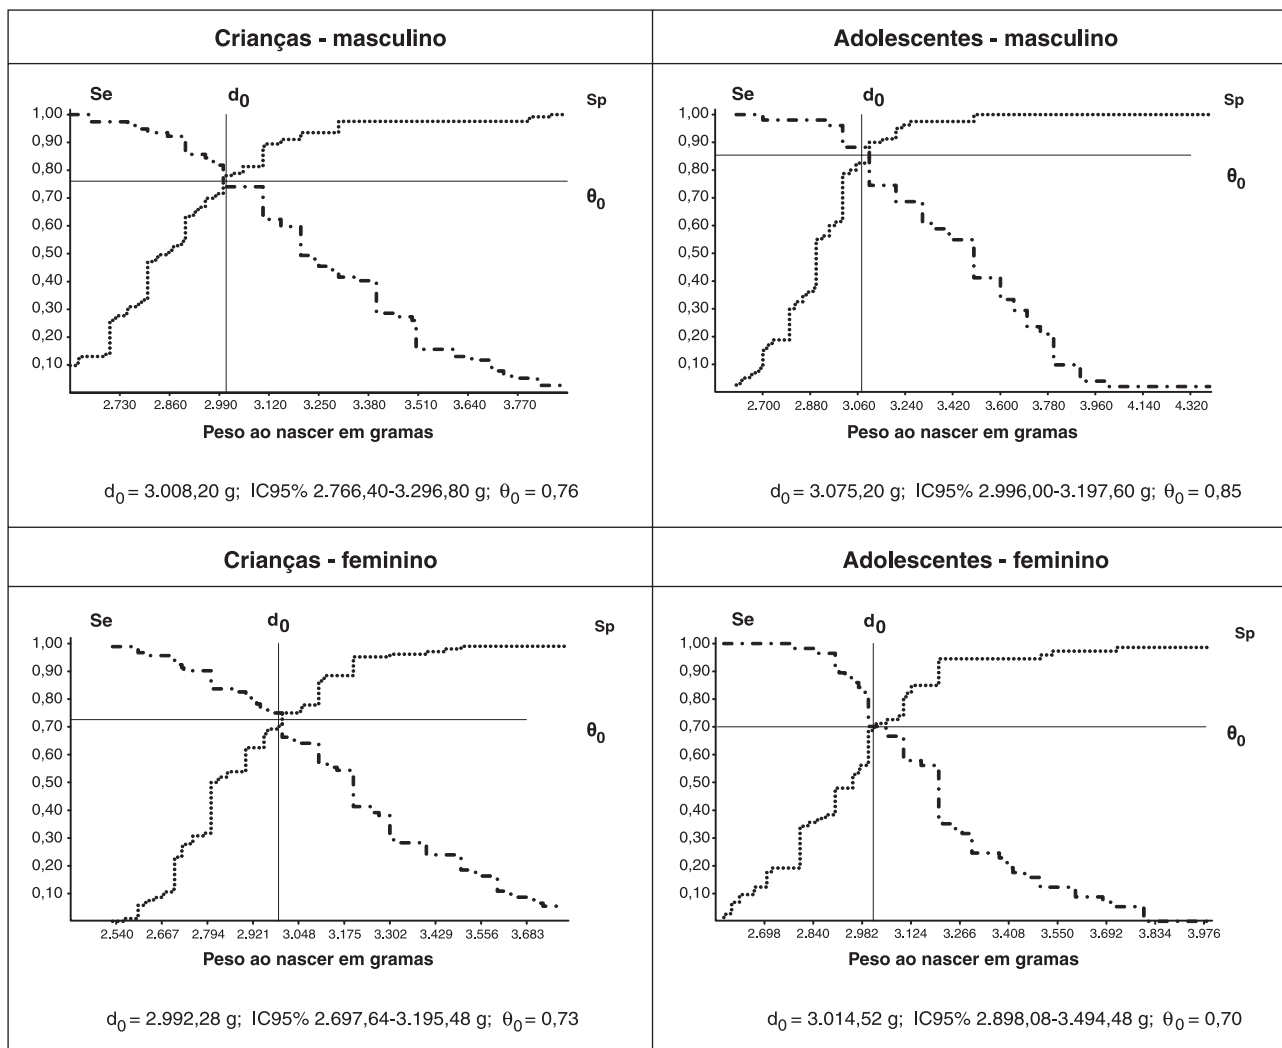 Crianças - masculino
Se
d0
Sp
1,00
0,90
0,80
0,70
0,60
0,50
0,40
0,30
0,20
0,10
θ0
2.730 2.860 2.990 3.120 3.250 3.380 3.510 3.640 3.770
Peso ao nascer em gramas
d0 = 3.008,20 g; IC95% 2.766,40-3.296,80 g; θ0 = 0,76
Adolescentes - masculino
Se
d0
Sp
1,00
0,90
0,80
0,70
0,60
0,50
0,40
0,30
0,20
0,10
θ0
2.700 2.880 3.060 3.240 3.420 3.600 3.780 3.960 4.140 4.320
Peso ao nascer em gramas
d0 = 3.075,20 g; IC95% 2.996,00-3.197,60 g; θ0 = 0,85
Crianças - feminino
Se
d0
Sp
1,00
0,90
0,80
0,70
0,60
0,50
0,40
0,30
0,20
0,10
θ0
2.540 2.667 2.794 2.921 3.048 3.175 3.302 3.429 3.556 3.683
Peso ao nascer em gramas
d0 = 2.992,28 g; IC95% 2.697,64-3.195,48 g; θ0 = 0,73
Adolescentes - feminino
Se
d0
Sp
1,00
0,90
0,80
0,70
0,60
0,50
0,40
0,30
0,20
0,10
θ0
2.698 2.840 2.982 3.124 3.266 3.408 3.550 3.692 3.834 3.976
Peso ao nascer em gramas
d0 = 3.014,52 g; IC95% 2.898,08-3.494,48 g; θ0 = 0,70